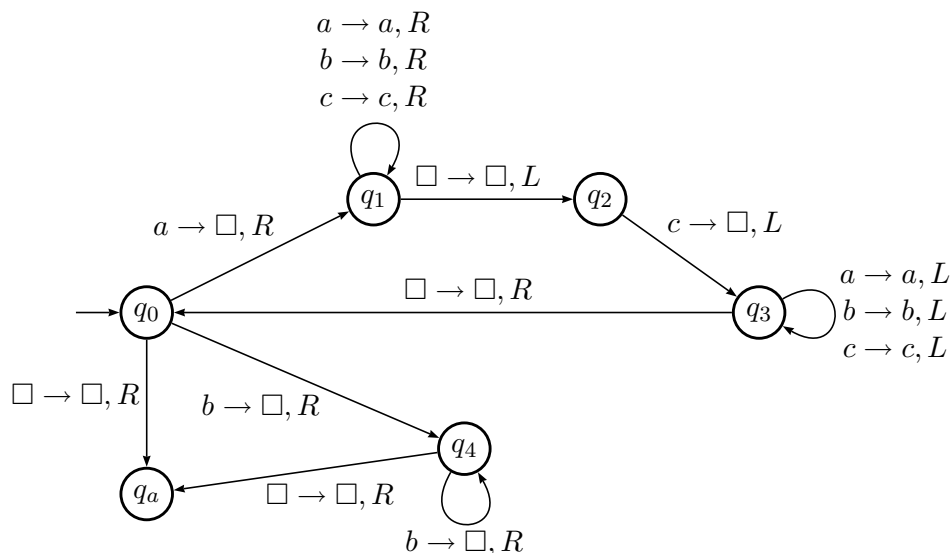 a → a, R
b → b, R
c → c, R
□ → □, L
q₁
q₂
a → □, R
c → □, L
□ → □, R
a → a, L
q₀
q₃
b → b, L
c → c, L
□ → □, R
b → □, R
q₄
qₐ
□ → □, R
b → □, R